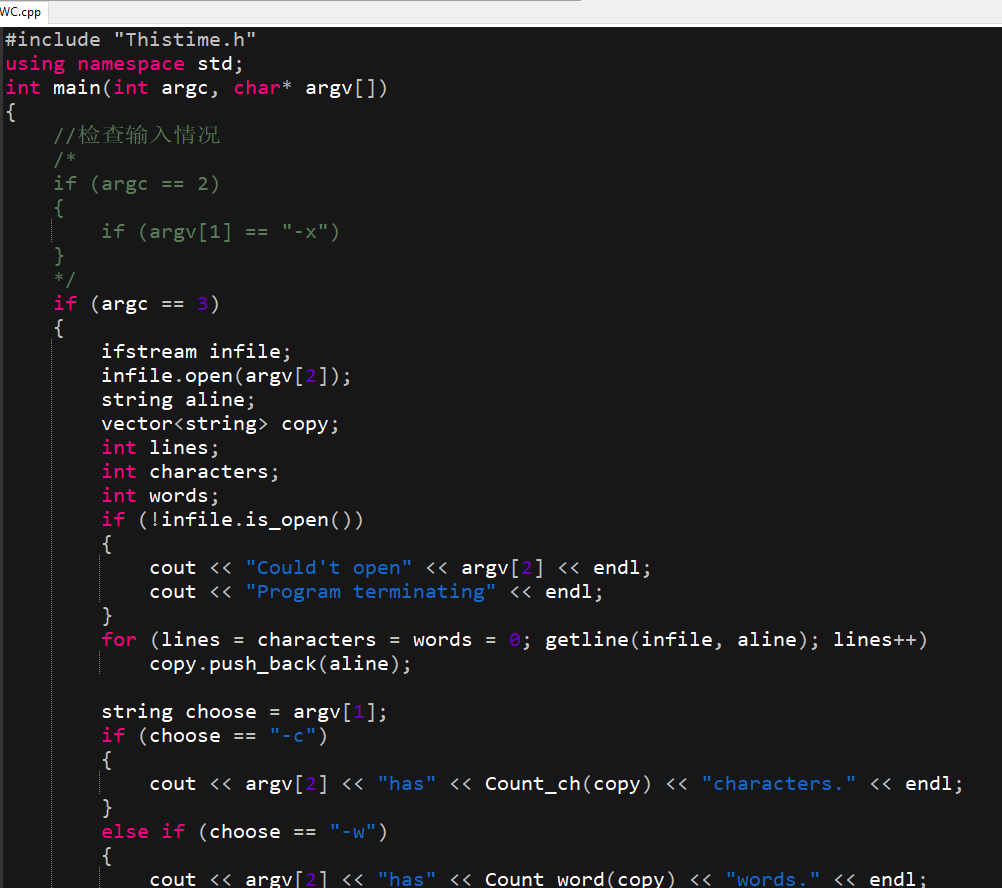 WC.cpp
#include "Thistime.h"
using namespace std;
int main(int argc, char* argv[])
{
    //检查输入情况
    /*
    if (argc == 2)
    {
        if (argv[1] == "-x")
    }
    */
    if (argc == 3)
    {
        ifstream infile;
        infile.open(argv[2]);
        string aline;
        vector<string> copy;
        int lines;
        int characters;
        int words;
        if (!infile.is_open())
        {
            cout << "Could't open" << argv[2] << endl;
            cout << "Program terminating" << endl;
        }
        for (lines = characters = words = 0; getline(infile, aline); lines++)
            copy.push_back(aline);

        string choose = argv[1];
        if (choose == "-c")
        {
            cout << argv[2] << "has" << Count_ch(copy) << "characters." << endl;
        }
        else if (choose == "-w")
        {
            cout << argv[2] << "has" << Count_word(copy) << "words." << endl;